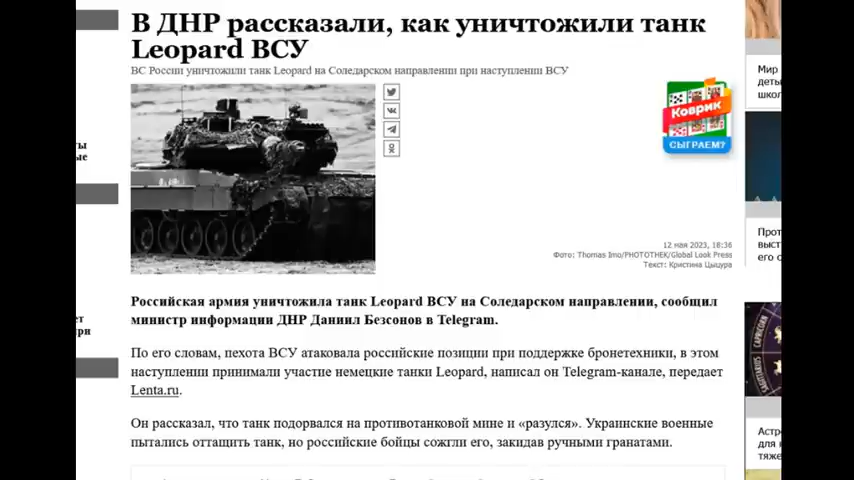 В ДНР рассказали, как уничтожили танк
Leopard ВСУ
ВС России уничтожили танк Leopard на Соледарском направлении при наступлении ВСУ
Коврик
СЫГРАЕМ?
12 мая 2023, 18:36
Фото: Thomas Imo/PHOTOTHEK/Global Look Press
Текст: Кристина Цыцура
Российская армия уничтожила танк Leopard ВСУ на Соледарском направлении, сообщил
министр информации ДНР Даниил Безсонов в Telegram.
По его словам, пехота ВСУ атаковала российские позиции при поддержке бронетехники, в этом
наступлении принимали участие немецкие танки Leopard, написал он Telegram-канале, передает
Lenta.ru.
Он рассказал, что танк подорвался на противотанковой мине и «разулся». Украинские военные
пытались оттащить танк, но российские бойцы сожгли его, закидав ручными гранатами.
Мир
CAPRICORN
SAGITTARIUS
для